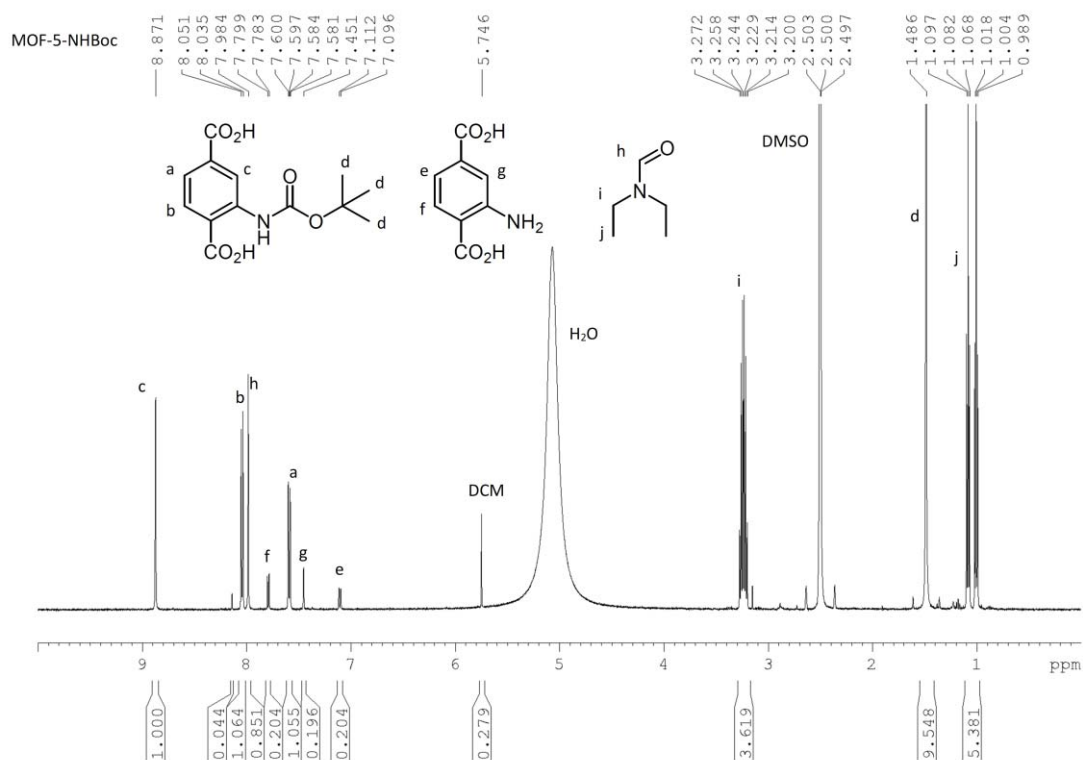 MOF-5-NHBoc
8.871
8.051
8.035
7.984
7.799
7.783
7.600
7.597
7.584
7.581
7.451
7.112
7.096
5.746
3.272
3.258
3.244
3.229
3.214
3.200
2.503
2.500
2.497
1.486
1.097
1.082
1.068
1.018
1.004
0.989
CO₂H
a
c
b
CO₂H
N
H
O
O
d
d
d
CO₂H
e
g
f
NH₂
CO₂H
h
O
N
i
j
DMSO
d
j
i
H₂O
c
b
h
a
DCM
f
g
e
9 8 7 6 5 4 3 2 1 ppm
1.000
0.044
1.064
0.851
0.204
1.055
0.196
0.204
0.279
3.619
9.548
5.381